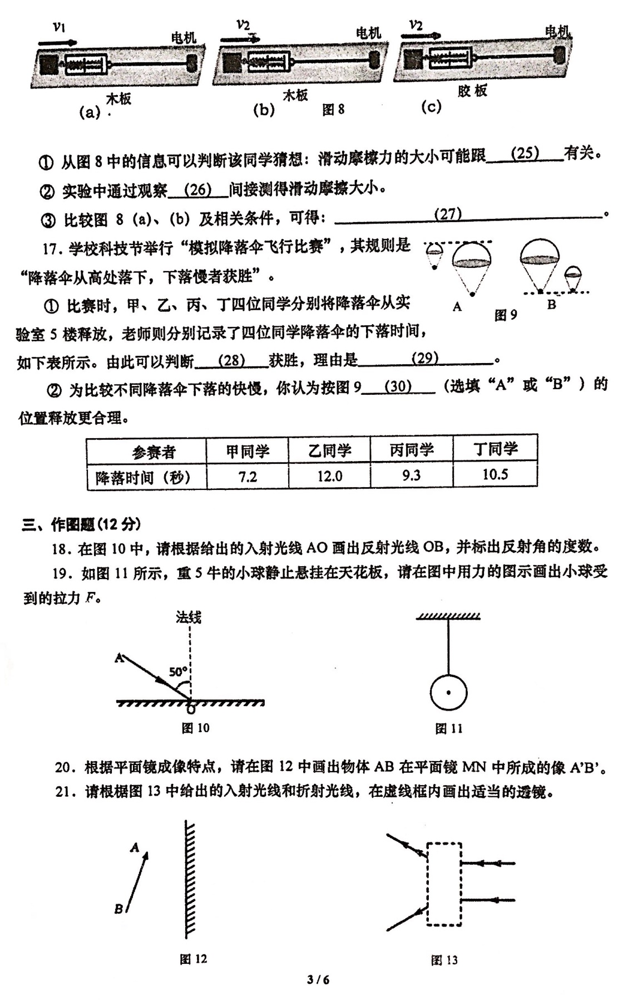 v1 电机 v2 电机 v2 电机
木板 木板 胶板
(a). (b) 图8 (c)
① 从图 8 中的信息可以判断该同学猜想：滑动摩檫力的大小可能跟 (25) 有关。
② 实验中通过观察 (26) 间接测得滑动摩擦大小。
③ 比较图 8 (a)、(b) 及相关条件，可得： (27) 。
17．学校科技节举行“模拟降落伞飞行比赛”，其规则是
“降落伞从高处落下，下落慢者获胜”。
① 比赛时，甲、乙、丙、丁四位同学分别将降落伞从实
A 图9 B
验室 5 楼释放，老师则分别记录了四位同学降落伞的下落时间，
如下表所示。由此可以判断 (28) 获胜，理由是 (29) 。
② 为比较不同降落伞下落的快慢，你认为按图 9 (30) (选填“A”或“B”）的
位置释放更合理。
参赛者 甲同学 乙同学 丙同学 丁同学
降落时间（秒） 7.2 12.0 9.3 10.5
三、作图题(12 分)
18．在图 10 中，请根据给出的入射光线 AO 画出反射光线 OB，并标出反射角的度数。
19．如图 11 所示，重 5 牛的小球静止悬挂在天花板，请在图中用力的图示画出小球受
到的拉力 F。
法线
A
50°
O
图 10 图 11
20．根据平面镜成像特点，请在图 12 中画出物体 AB 在平面镜 MN 中所成的像 A'B'。
21．请根椐图 13 中给出的入射光线和折射光线，在虚线框内画出适当的透镜。
A
B
图 12 图 13
3 / 6